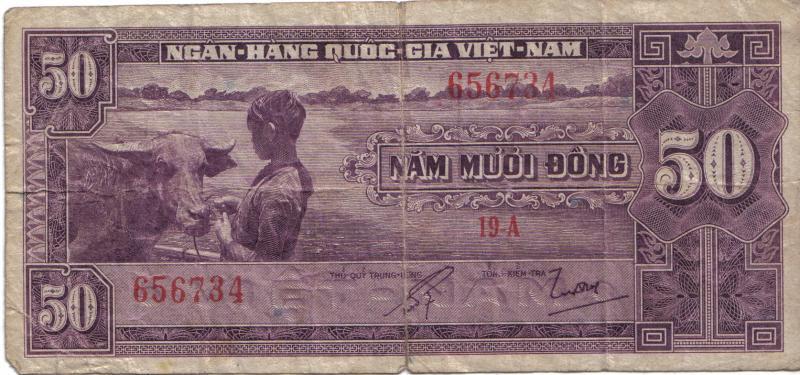 NGÂN-HÀNG QUỐC-GIA VIỆT-NAM
50
656734
NĂM MƯƠI ĐỒNG
50
19-A
THỦ QUỸ TRUNG-ƯƠNG
TỔNG KIỂM-TRA
656734
50